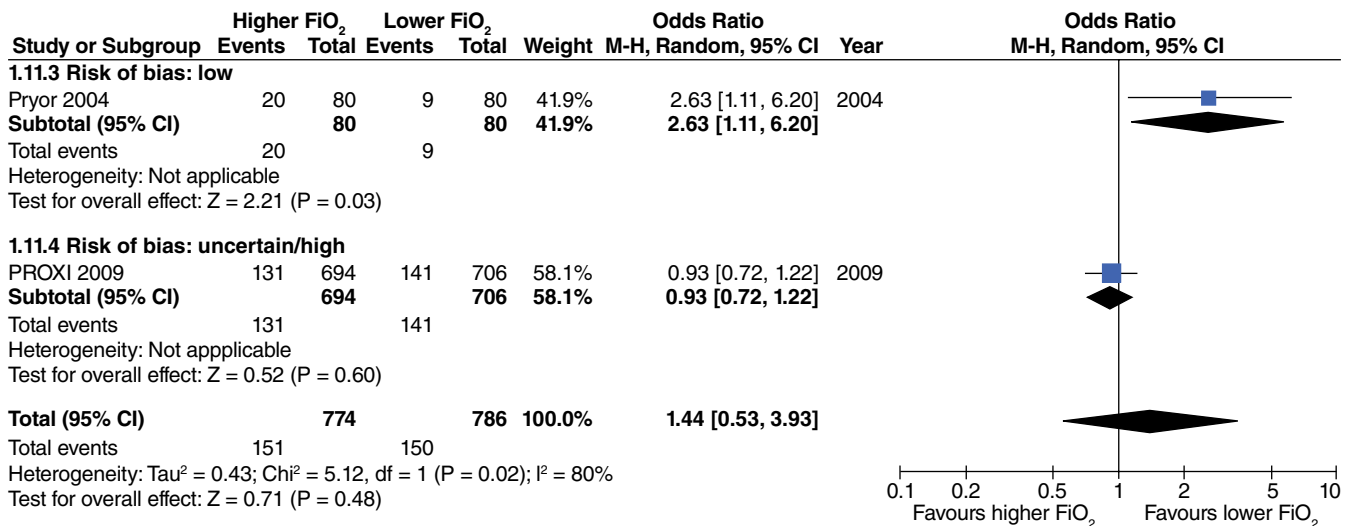 Higher FiO₂ Lower FiO₂ Odds Ratio Odds Ratio
Study or Subgroup Events Total Events Total Weight M-H, Random, 95% CI Year M-H, Random, 95% CI
1.11.3 Risk of bias: low
Pryor 2004 20 80 9 80 41.9% 2.63 [1.11, 6.20] 2004
Subtotal (95% CI) 80 80 41.9% 2.63 [1.11, 6.20]
Total events 20 9
Heterogeneity: Not applicable
Test for overall effect: Z = 2.21 (P = 0.03)
1.11.4 Risk of bias: uncertain/high
PROXI 2009 131 694 141 706 58.1% 0.93 [0.72, 1.22] 2009
Subtotal (95% CI) 694 706 58.1% 0.93 [0.72, 1.22]
Total events 131 141
Heterogeneity: Not appplicable
Test for overall effect: Z = 0.52 (P = 0.60)
Total (95% CI) 774 786 100.0% 1.44 [0.53, 3.93]
Total events 151 150
Heterogeneity: Tau² = 0.43; Chi² = 5.12, df = 1 (P = 0.02); I² = 80%
Test for overall effect: Z = 0.71 (P = 0.48)
0.1 0.2 0.5 1 2 5 10
Favours higher FiO₂ Favours lower FiO₂